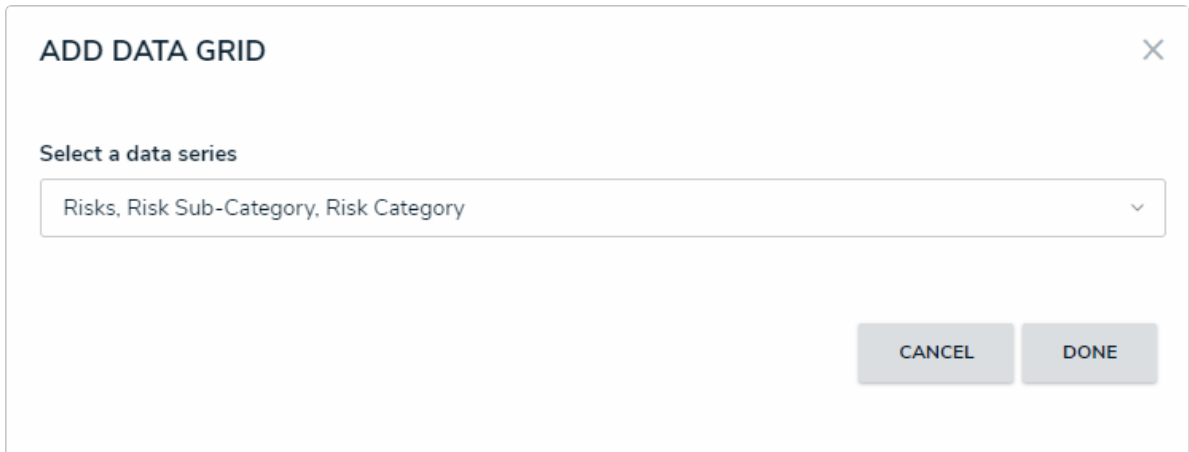 ADD DATA GRID
Select a data series
Risks, Risk Sub-Category, Risk Category
CANCEL DONE